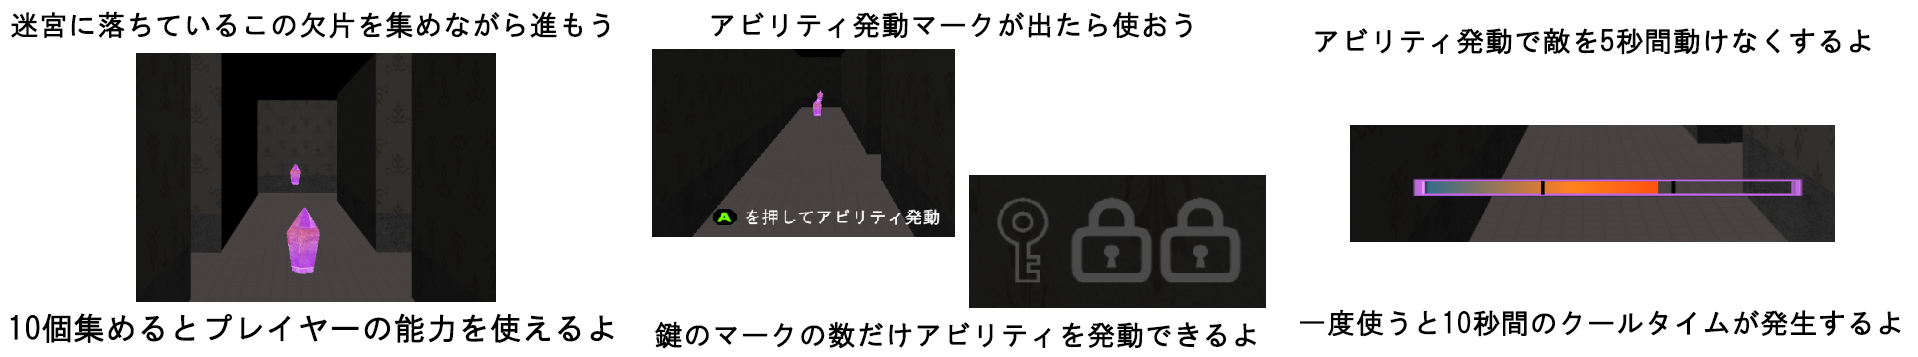 迷宮に落ちているこの欠片を集めながら進もう
10個集めるとプレイヤーの能力を使えるよ
アビリティ発動マークが出たら使おう
A を押してアビリティ発動
鍵のマークの数だけアビリティを発動できるよ
アビリティ発動で敵を5秒間動けなくするよ
一度使うと10秒間のクールタイムが発生するよ